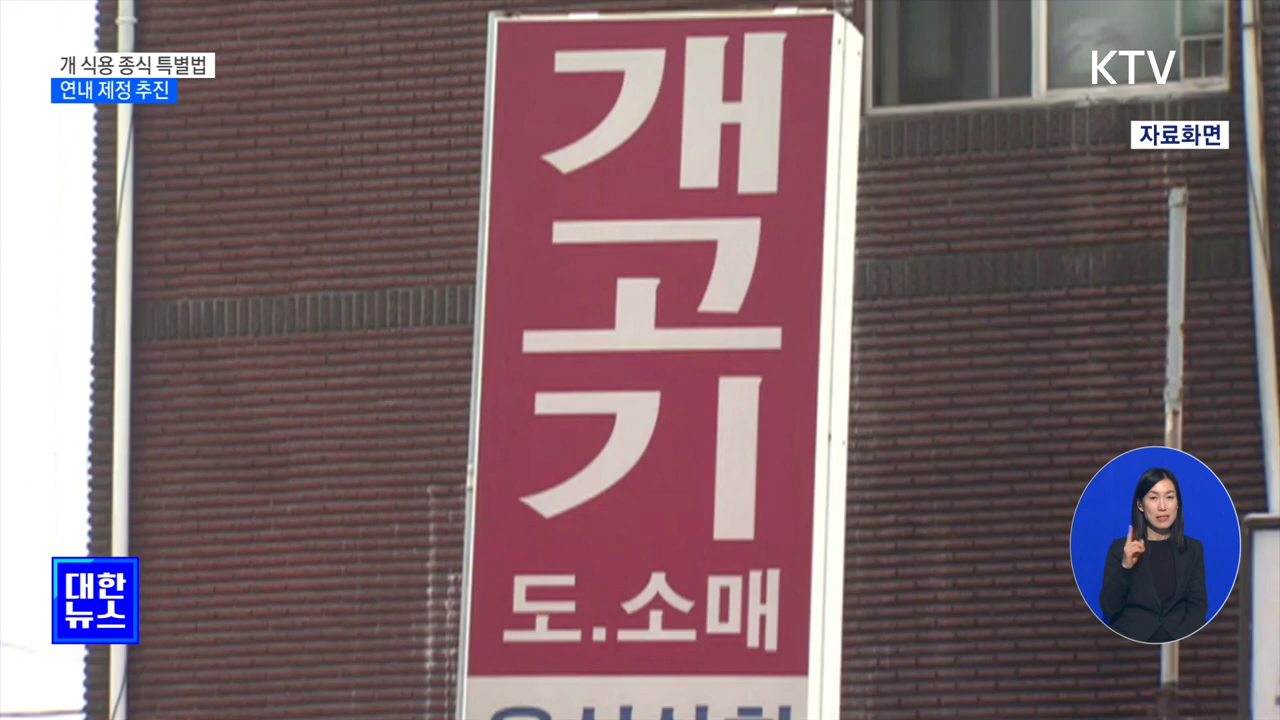 개 식용 종식 특별법
연내 제정 추진
KTV
자료화면
개
고
기
도.소매
대한
뉴스